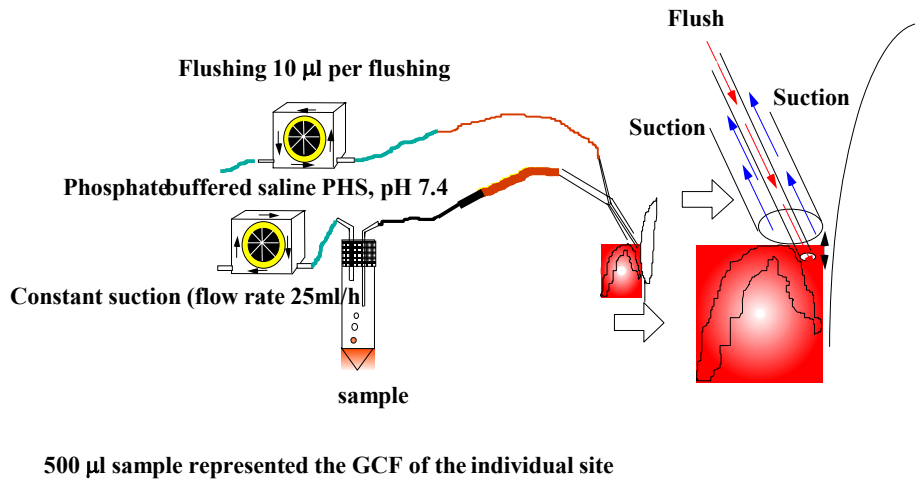 Flush
Flushing 10 μl per flushing
Suction
Suction
Phosphatebuffered saline PHS, pH 7.4
Constant suction (flow rate 25ml/h
sample
500 μl sample represented the GCF of the individual site